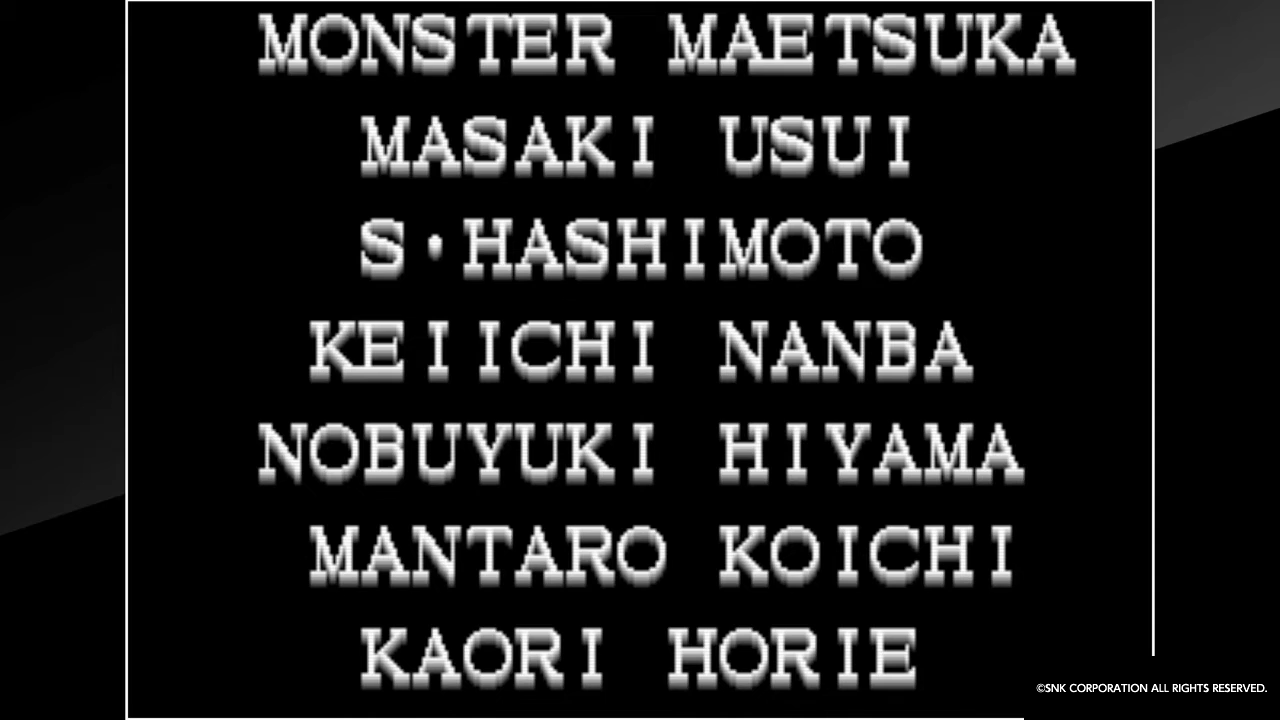 MONSTER MAETSUKA
MASAKI USUI
S・HASHIMOTO
KEIICHI NANBA
NOBUYUKI HIYAMA
MANTARO KOICHI
KAORI HORIE
©SNK CORPORATION ALL RIGHTS RESERVED.